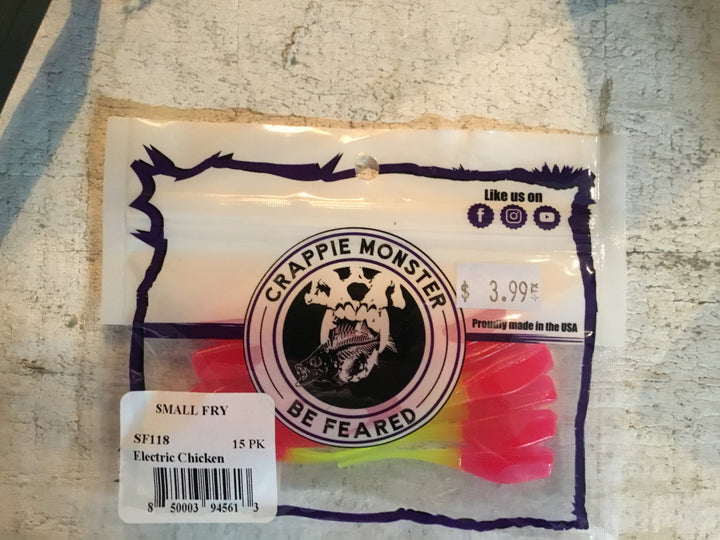 Like us on
CRAPPIE MONSTER
$ 3.99
Proudly made in the USA
BE FEARED
SMALL FRY
SF118 15 PK
Electric Chicken
8 50003 94561 3